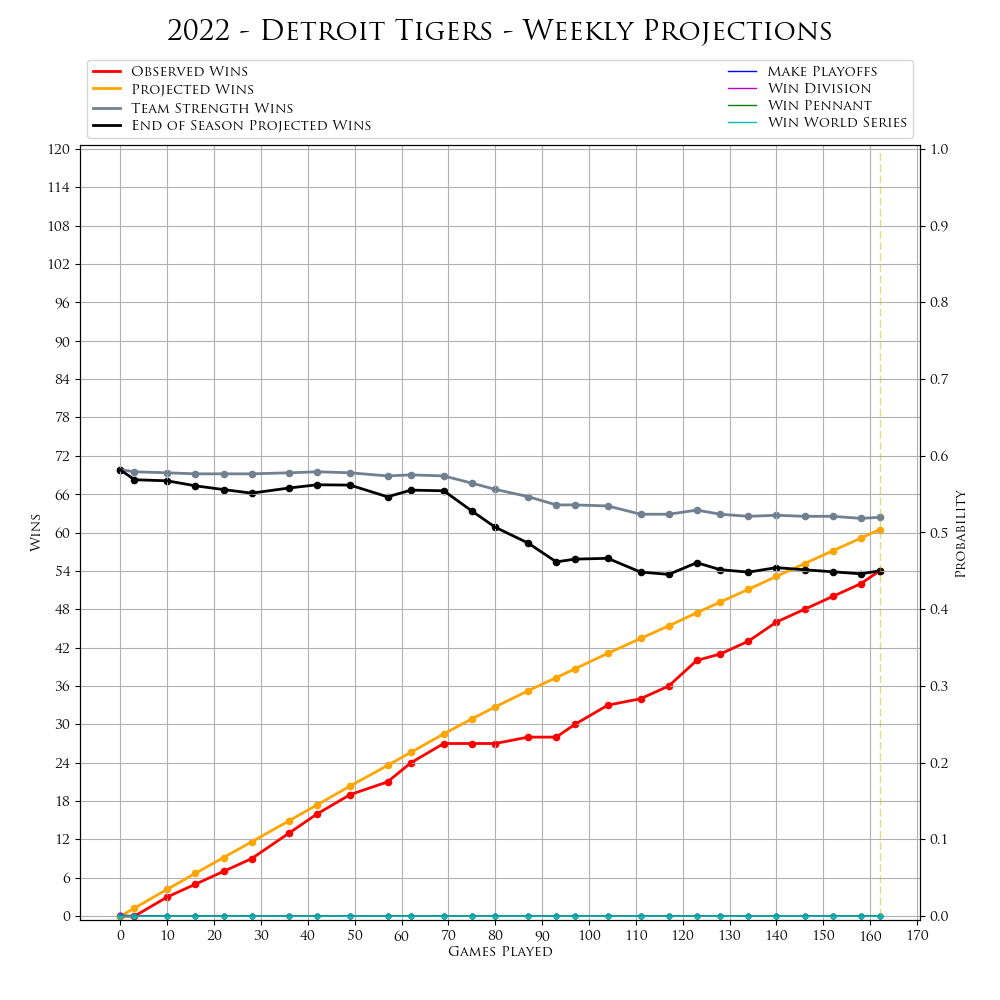 2022 - Detroit Tigers - Weekly Projections
Observed Wins
Projected Wins
Team Strength Wins
End of Season Projected Wins
Make Playoffs
Win Division
Win Pennant
Win World Series
120
114
108
102
96
90
84
78
72
66
60
54
48
42
36
30
24
18
12
6
0
Wins
1.0
0.9
0.8
0.7
0.6
0.5
0.4
0.3
0.2
0.1
0.0
Probability
0 10 20 30 40 50 60 70 80 90 100 110 120 130 140 150 160 170
Games Played